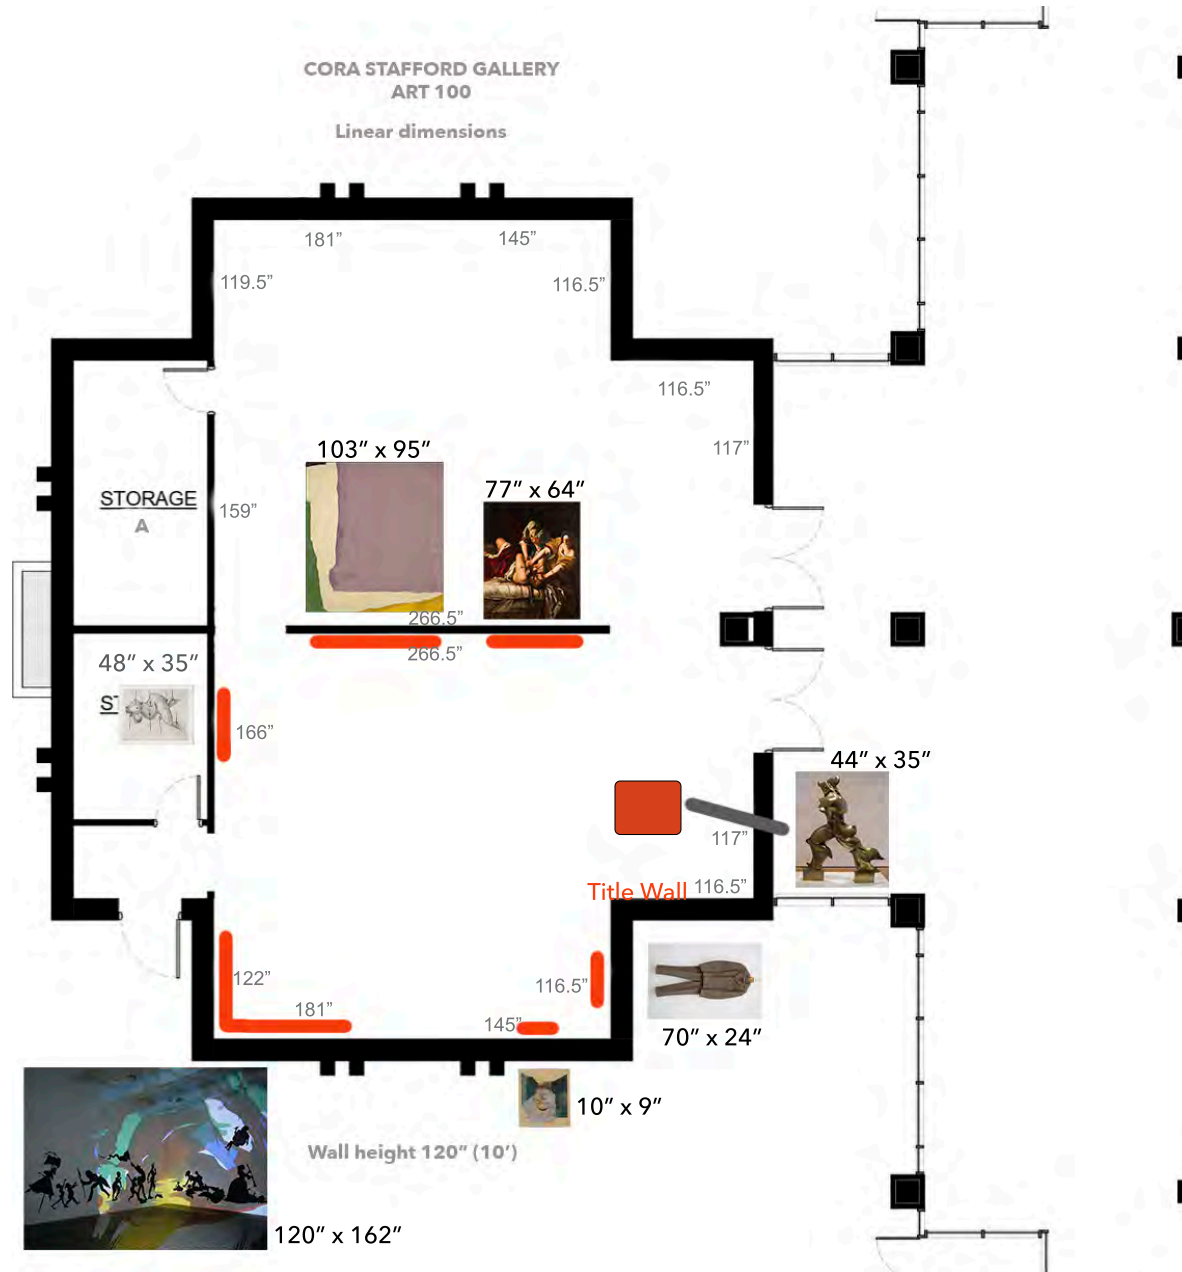 CORA STAFFORD GALLERY
ART 100
Linear dimensions
181”
145”
119.5”
116.5”
116.5”
117”
103” x 95”
77” x 64”
STORAGE
A
159”
266.5”
266.5”
48” x 35”
ST
166”
44” x 35”
117”
Title Wall
116.5”
122”
181”
145”
116.5”
70” x 24”
10” x 9”
Wall height 120” (10’)
120” x 162”